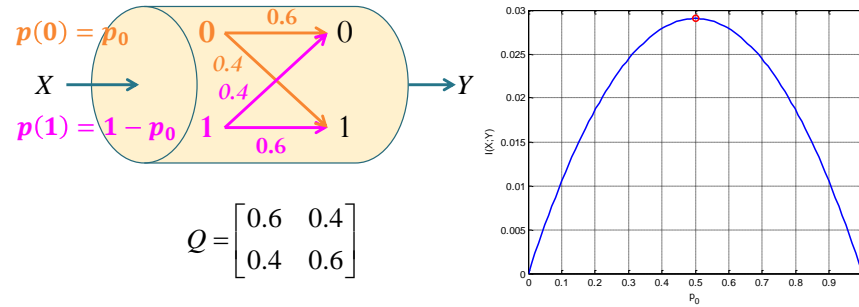 p(0) = p₀
0
0.6
0
0.4
X
0.4
Y
p(1) = 1 − p₀
1
0.6
1
Q = [0.6 0.4
0.4 0.6]
0.03
0.025
0.02
0.015
0.01
0.005
0
I(X;Y)
0 0.1 0.2 0.3 0.4 0.5 0.6 0.7 0.8 0.9
p₀